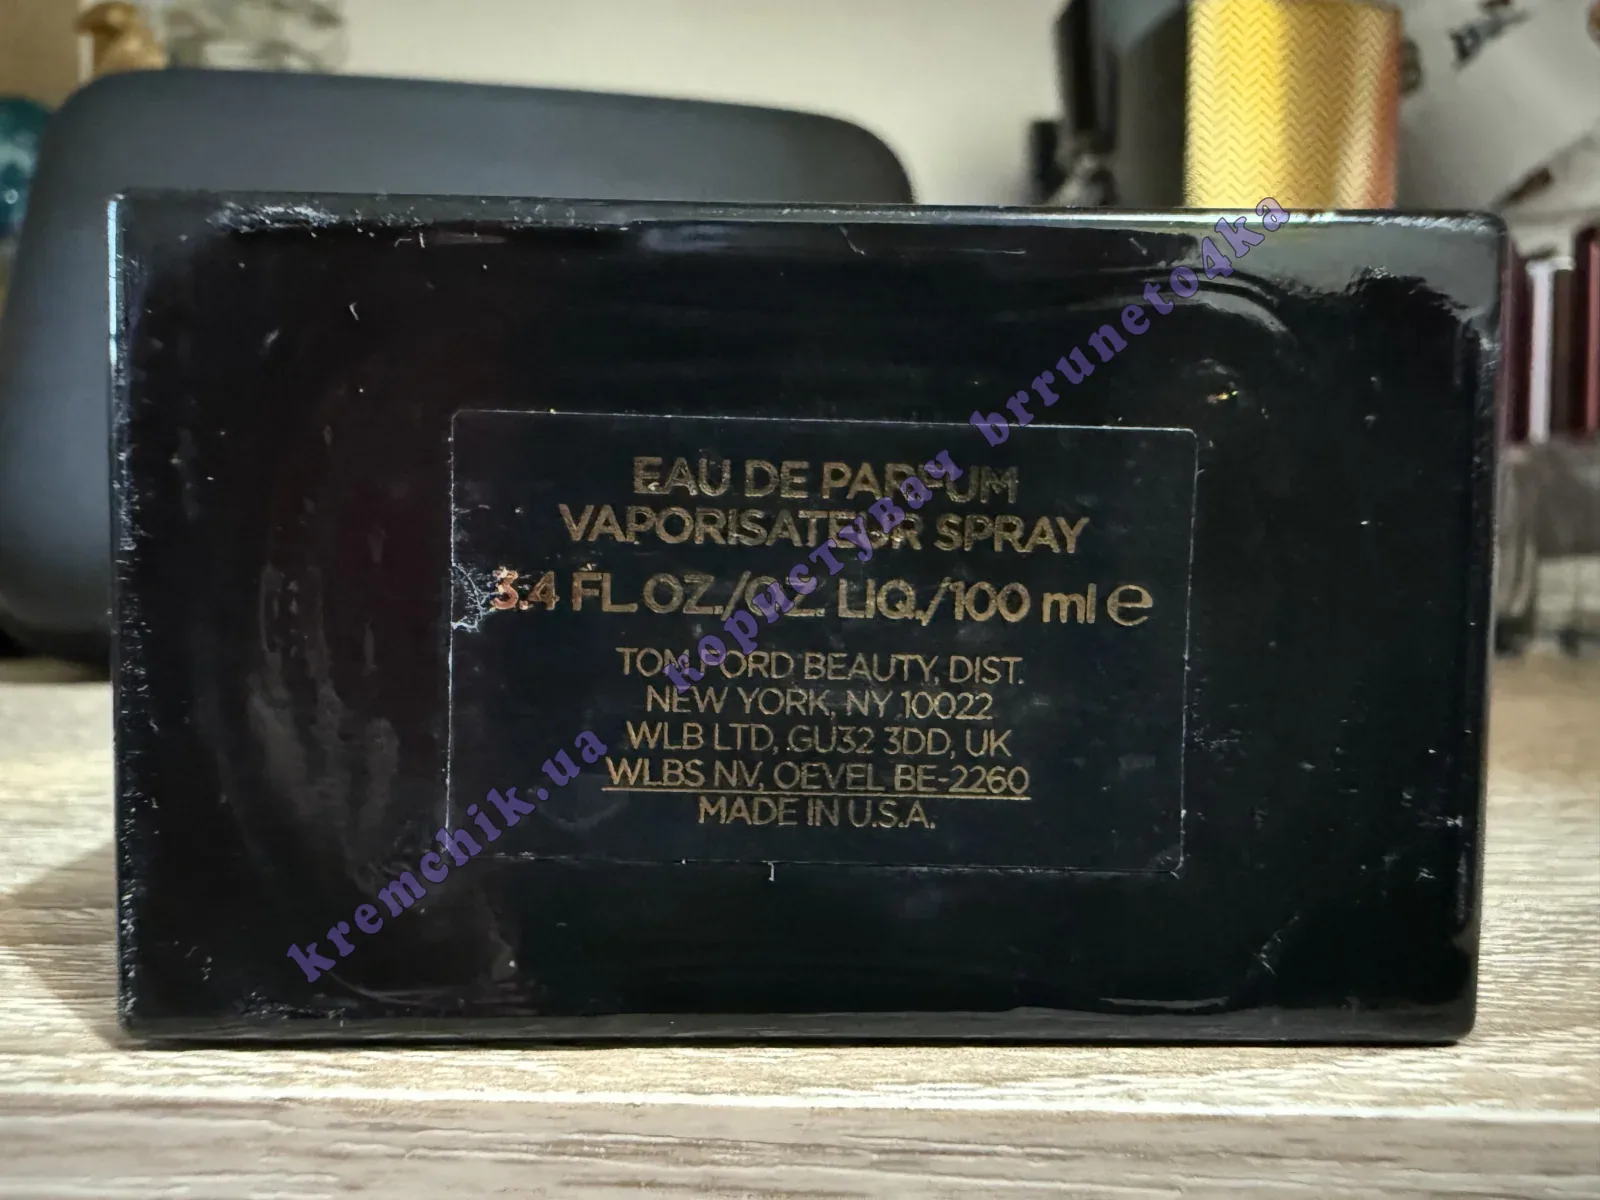 EAU DE PARFUM
VAPORISATEUR SPRAY
3.4 FL.OZ./OZ. LIQ./100 ml e
TOM FORD BEAUTY, DIST.
NEW YORK, NY 10022
WLB LTD, GU32 3DD, UK
WLBS NV, OEVEL BE-2260
MADE IN U.S.A.
kremchik.ua користувач brruneto4ka